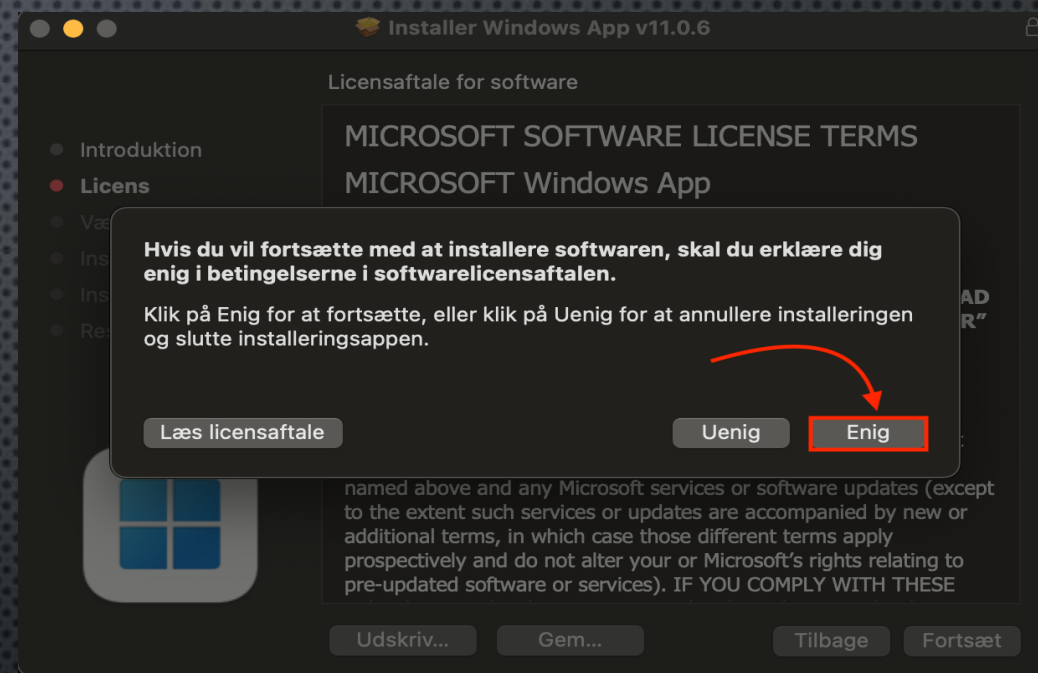 Installer Windows App v11.0.6
Licensaftale for software
Introduktion
Licens
MICROSOFT SOFTWARE LICENSE TERMS
MICROSOFT Windows App
Hvis du vil fortsætte med at installere softwaren, skal du erklære dig
enig i betingelserne i softwarelicensaftalen.
Klik på Enig for at fortsætte, eller klik på Uenig for at annullere installeringen
og slutte installeringsappen.
Læs licensaftale
Uenig
Enig
named above and any Microsoft services or software updates (except
to the extent such services or updates are accompanied by new or
additional terms, in which case those different terms apply
prospectively and do not alter your or Microsoft’s rights relating to
pre-updated software or services). IF YOU COMPLY WITH THESE
Udskriv...
Gem...
Tilbage
Fortsæt